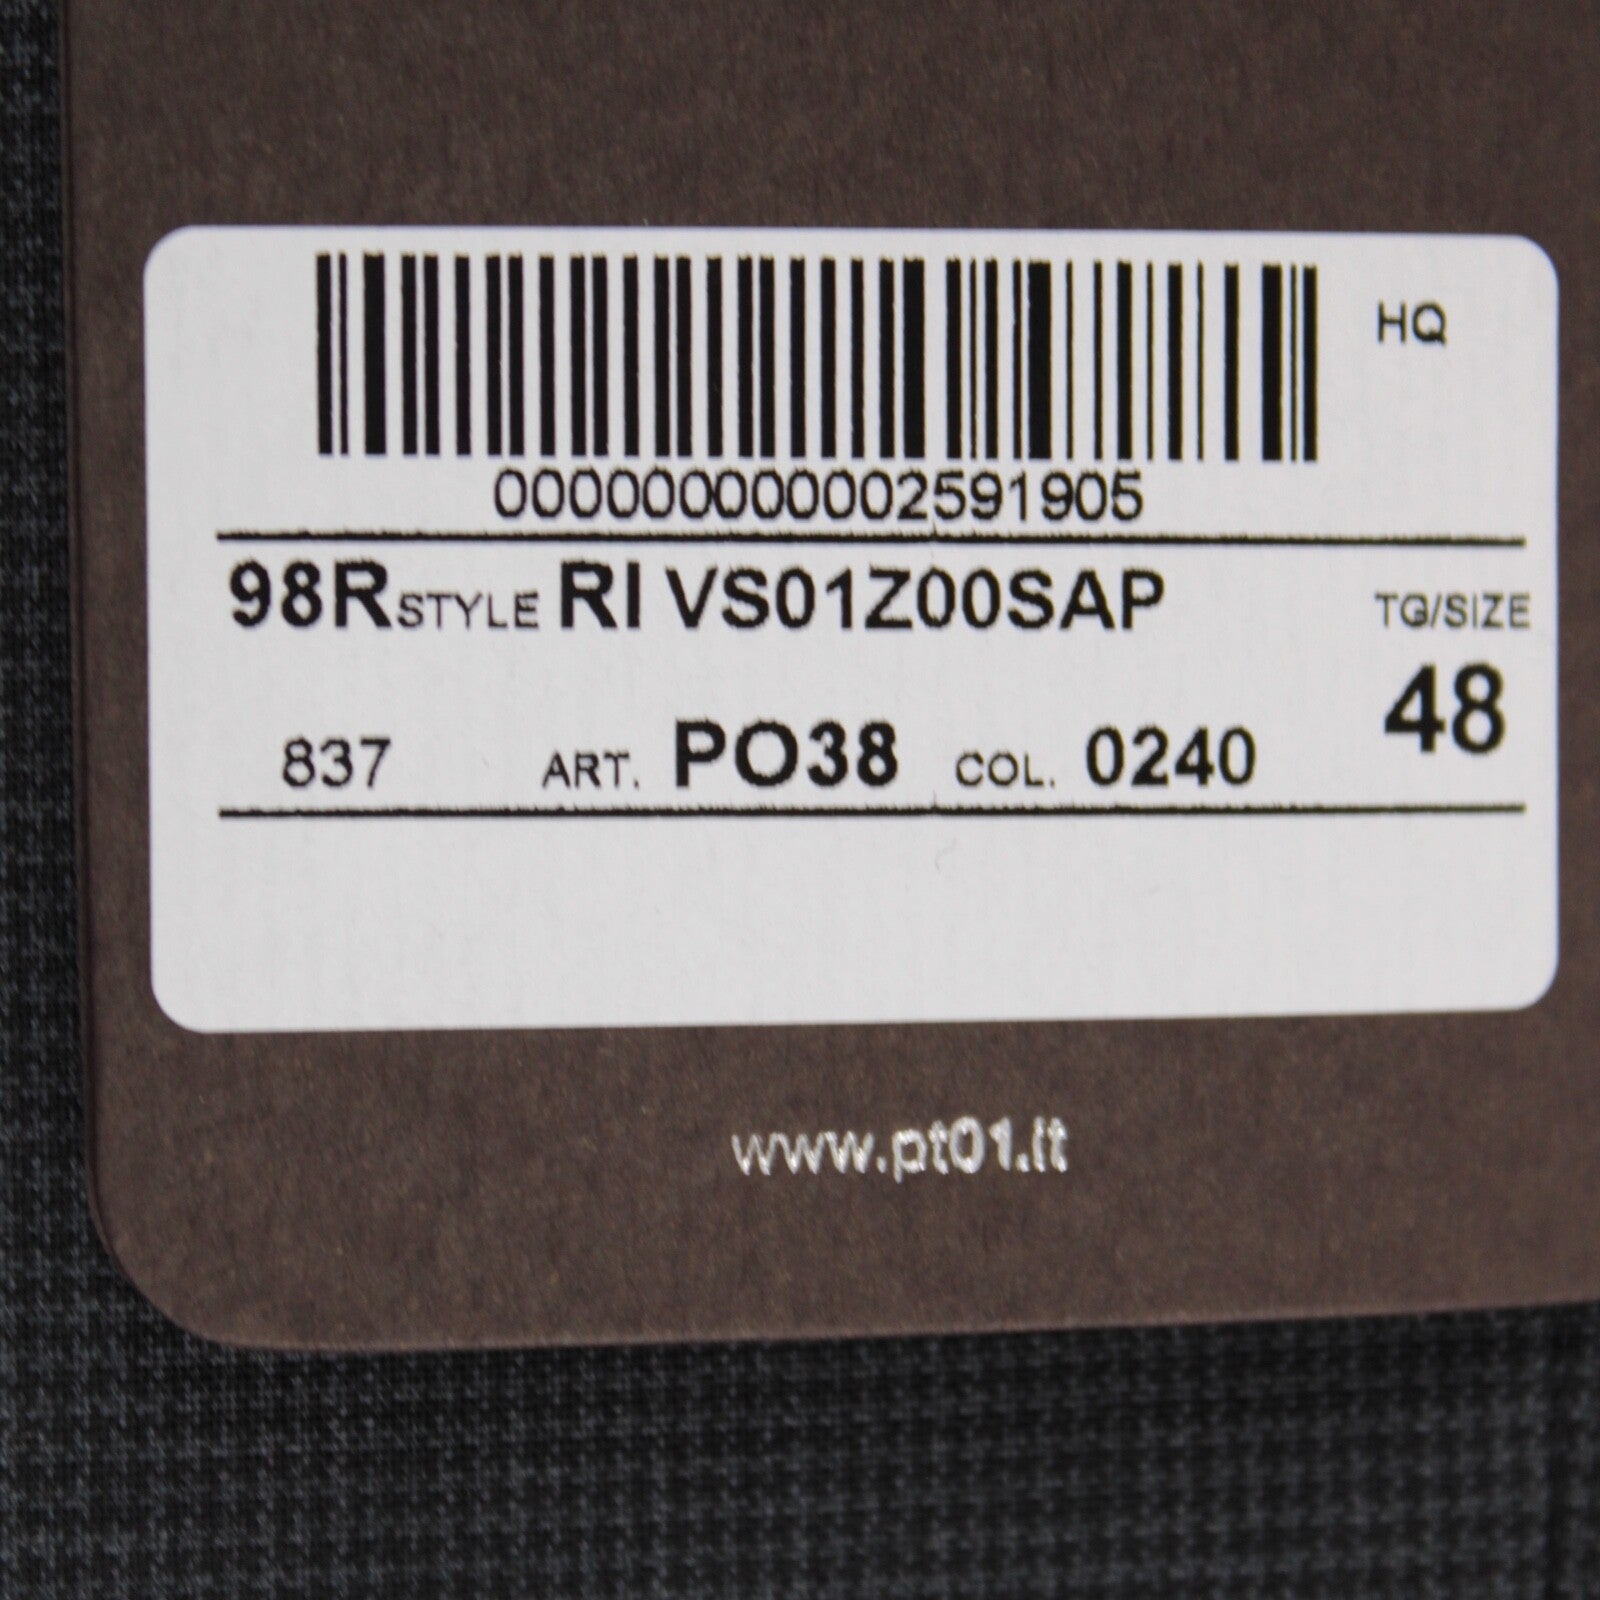 HQ
000000000002591905
98R STYLE RI VS01Z00SAP
TG/SIZE
48
837 ART. PO38 COL. 0240
www.pt01.it